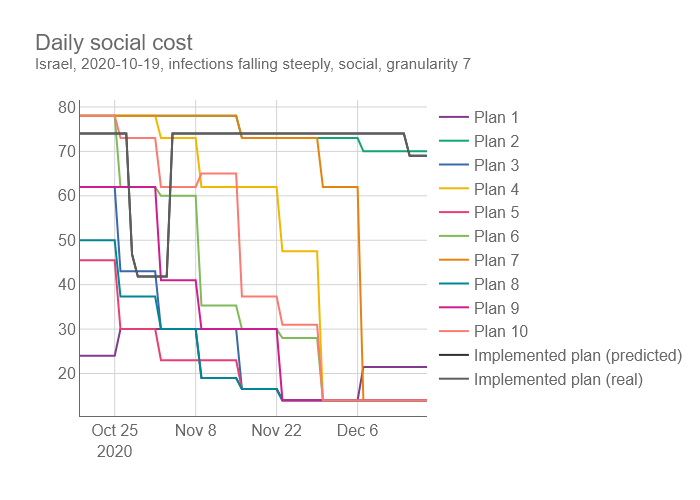 Daily social cost
Israel, 2020-10-19, infections falling steeply, social, granularity 7
80
70
60
50
40
30
20
Oct 25
2020
Nov 8
Nov 22
Dec 6
Plan 1
Plan 2
Plan 3
Plan 4
Plan 5
Plan 6
Plan 7
Plan 8
Plan 9
Plan 10
Implemented plan (predicted)
Implemented plan (real)